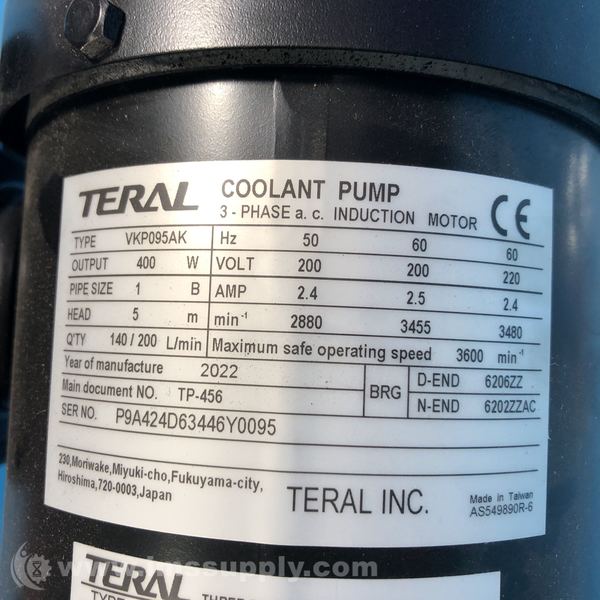 TERAL COOLANT PUMP
3 - PHASE a. c. INDUCTION MOTOR CE
TYPE VKP095AK Hz 50 60 60
OUTPUT 400 W VOLT 200 200 220
PIPE SIZE 1 B AMP 2.4 2.5 2.4
HEAD 5 m min⁻¹ 2880 3455 3480
Q'TY 140 / 200 L/min Maximum safe operating speed 3600 min⁻¹
Year of manufacture 2022 BRG D-END 6206ZZ
Main document NO. TP-456 N-END 6202ZZAC
SER NO. P9A424D63446Y0095
230,Moriwake,Miyuki-cho,Fukuyama-city,
Hiroshima,720-0003,Japan
TERAL INC.
Made in Taiwan
AS549890R-6
TERAL